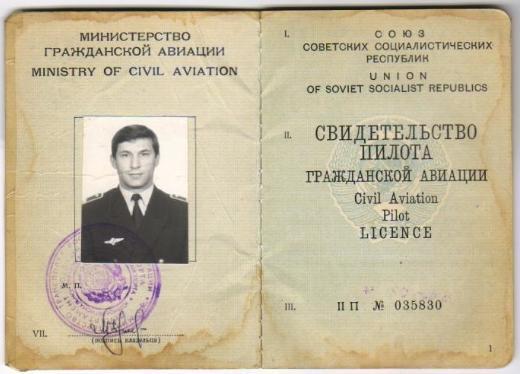 МИНИСТЕРСТВО
ГРАЖДАНСКОЙ АВИАЦИИ
MINISTRY OF CIVIL AVIATION
М. П.
VII.
(подпись владельца)
I.
СОЮЗ
СОВЕТСКИХ СОЦИАЛИСТИЧЕСКИХ
РЕСПУБЛИК
UNION
OF SOVIET SOCIALIST REPUBLICS
II.
СВИДЕТЕЛЬСТВО
ПИЛОТА
ГРАЖДАНСКОЙ АВИАЦИИ
Civil Aviation
Pilot
LICENCE
III.
ПП № 035830
1